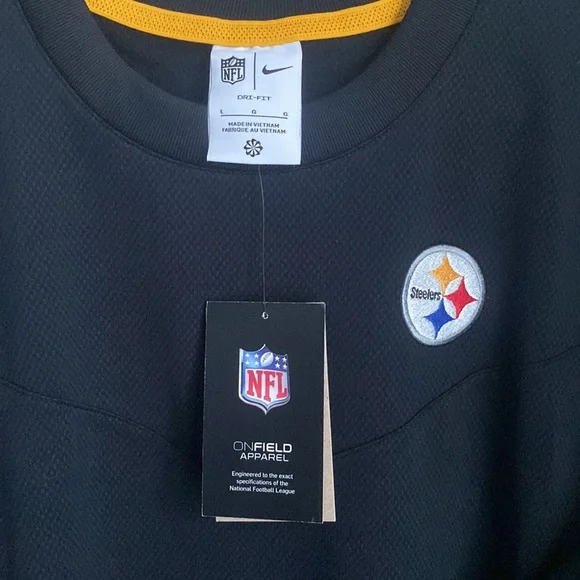 NFL
DRI-FIT
L G G
MADE IN VIETNAM
FABRIQUÉ AU VIETNAM
Steelers
NFL
ONFIELD
APPAREL
Engineered to the exact
specifications of the
National Football League